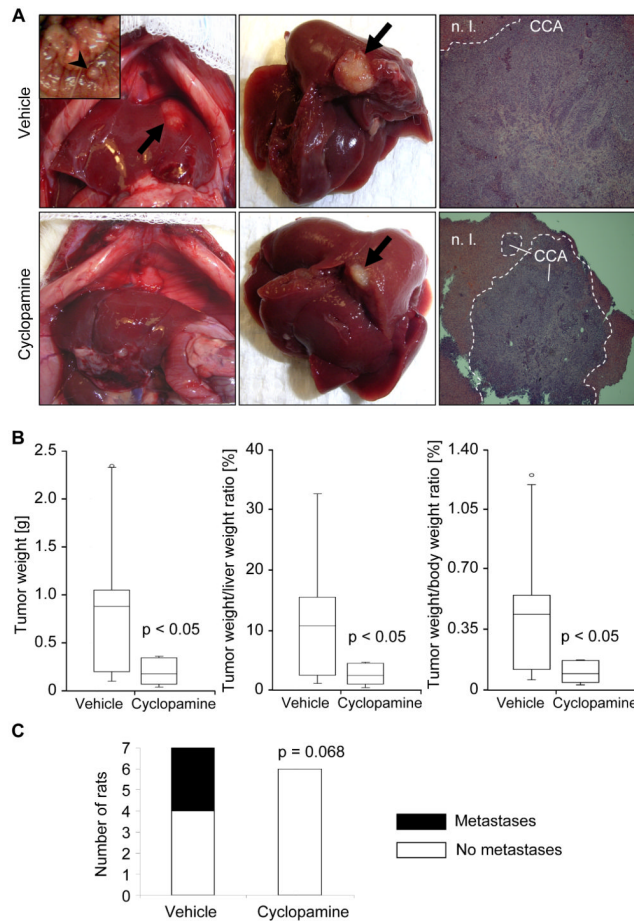 A
Vehicle
n. l.
CCA
Cyclopamine
n. l.
CCA
B
Tumor weight [g]
2.5
2.0
1.5
1.0
0.5
0
p < 0.05
Vehicle
Cyclopamine
Tumor weight/liver weight ratio [%]
40
30
20
10
0
p < 0.05
Vehicle
Cyclopamine
Tumor weight/body weight ratio [%]
1.40
1.05
0.70
0.35
0
p < 0.05
Vehicle
Cyclopamine
C
Number of rats
7
6
5
4
3
2
1
0
p = 0.068
Vehicle
Cyclopamine
Metastases
No metastases